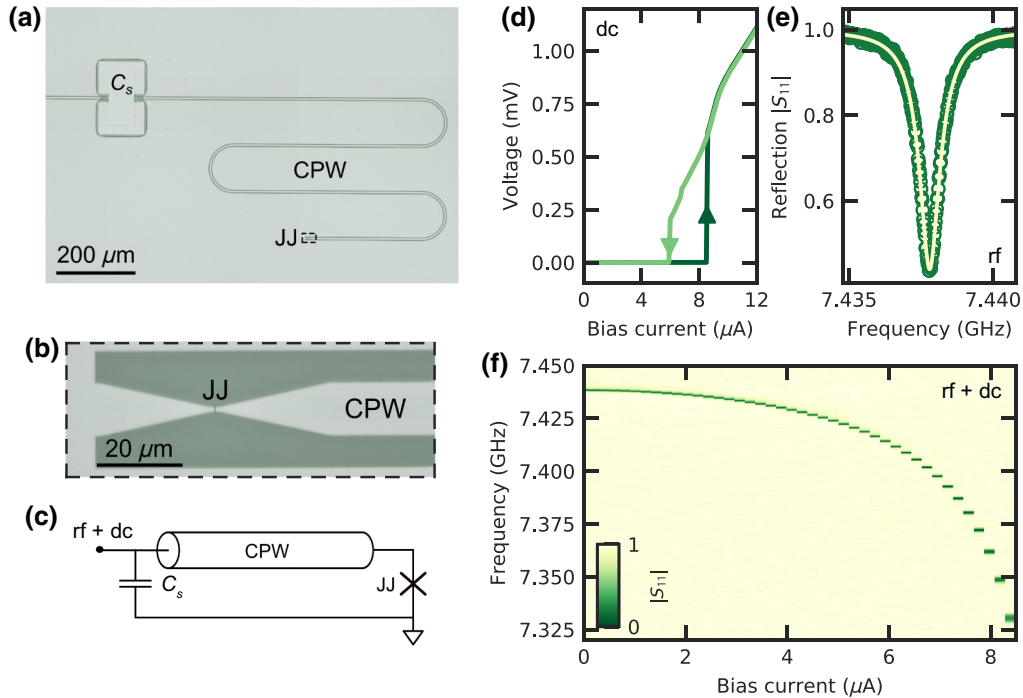 (a)
C_s
CPW
JJ
200 μm
(b)
JJ
CPW
20 μm
(c)
rf + dc
CPW
C_s
JJ
(d)
dc
1.00
0.75
0.50
0.25
0.00
Voltage (mV)
0 4 8 12
Bias current (μA)
(e)
1.0
0.8
0.6
Reflection |S₁₁|
rf
7.435 7.440
Frequency (GHz)
(f)
rf + dc
7.450
7.425
7.400
7.375
7.350
7.325
Frequency (GHz)
1
0
|S₁₁|
0 2 4 6 8
Bias current (μA)